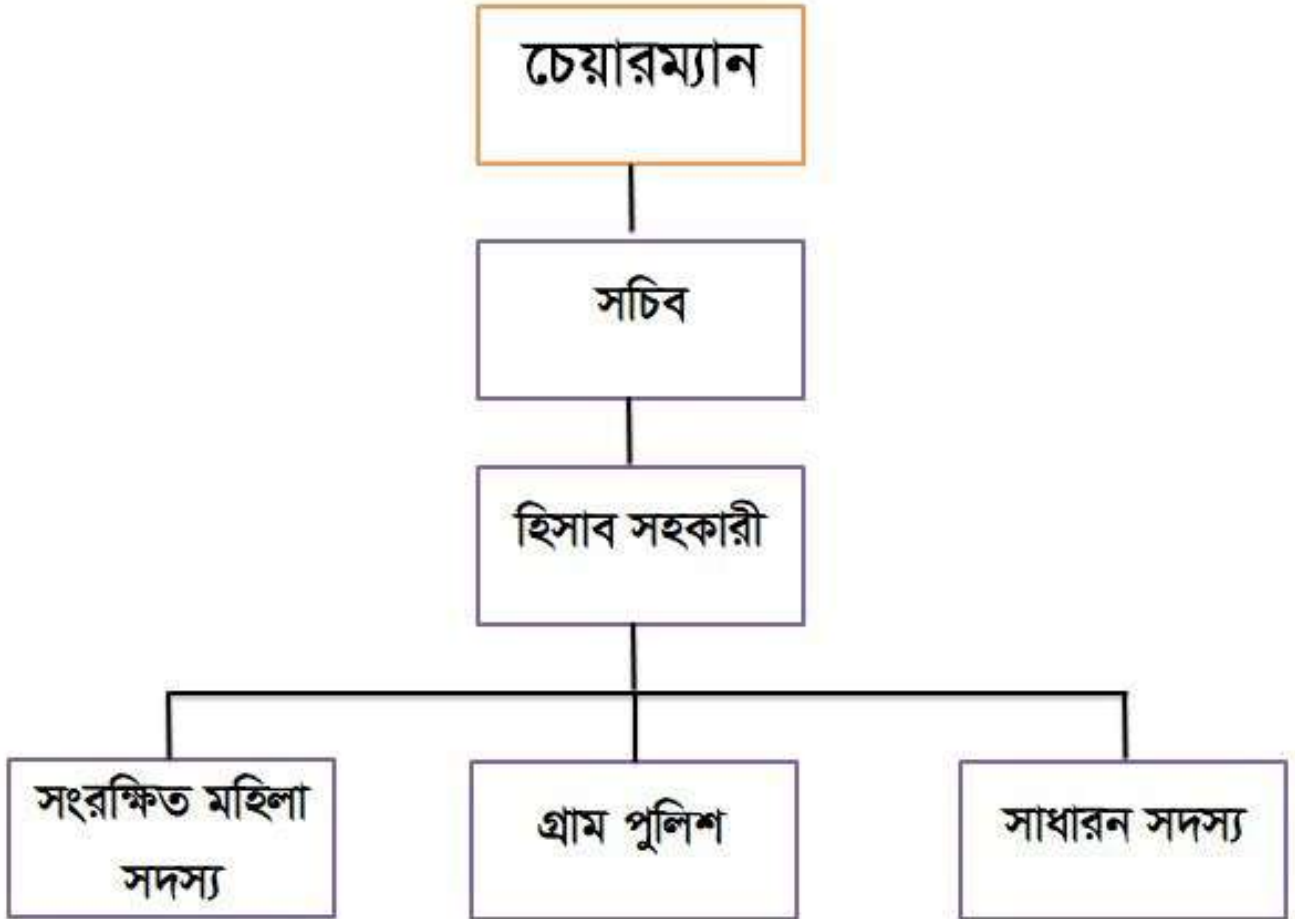 চেয়ারম্যান
সচিব
হিসাব সহকারী
সংরক্ষিত মহিলা
সদস্য
গ্রাম পুলিশ
সাধারন সদস্য